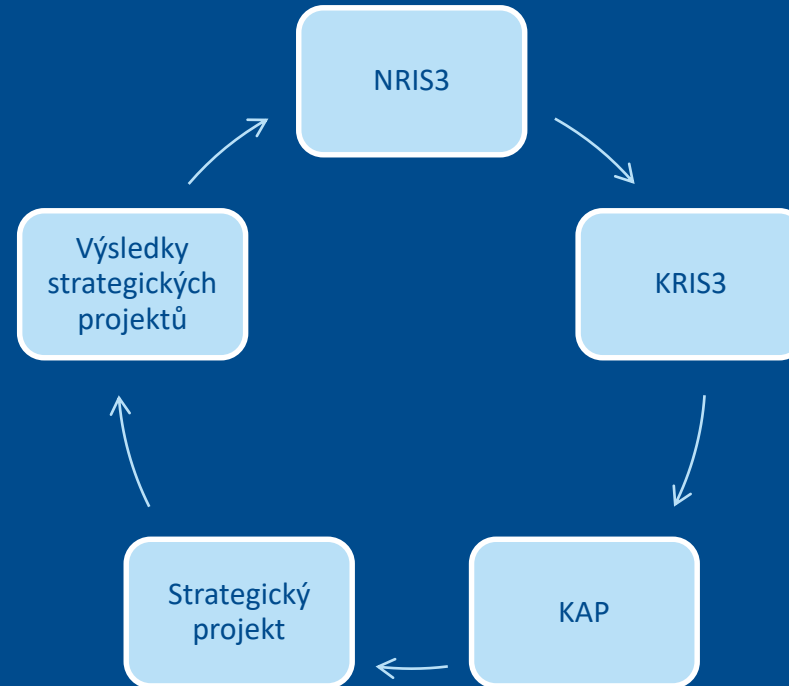 NRIS3
KRIS3
KAP
Strategický
projekt
Výsledky
strategických
projektů